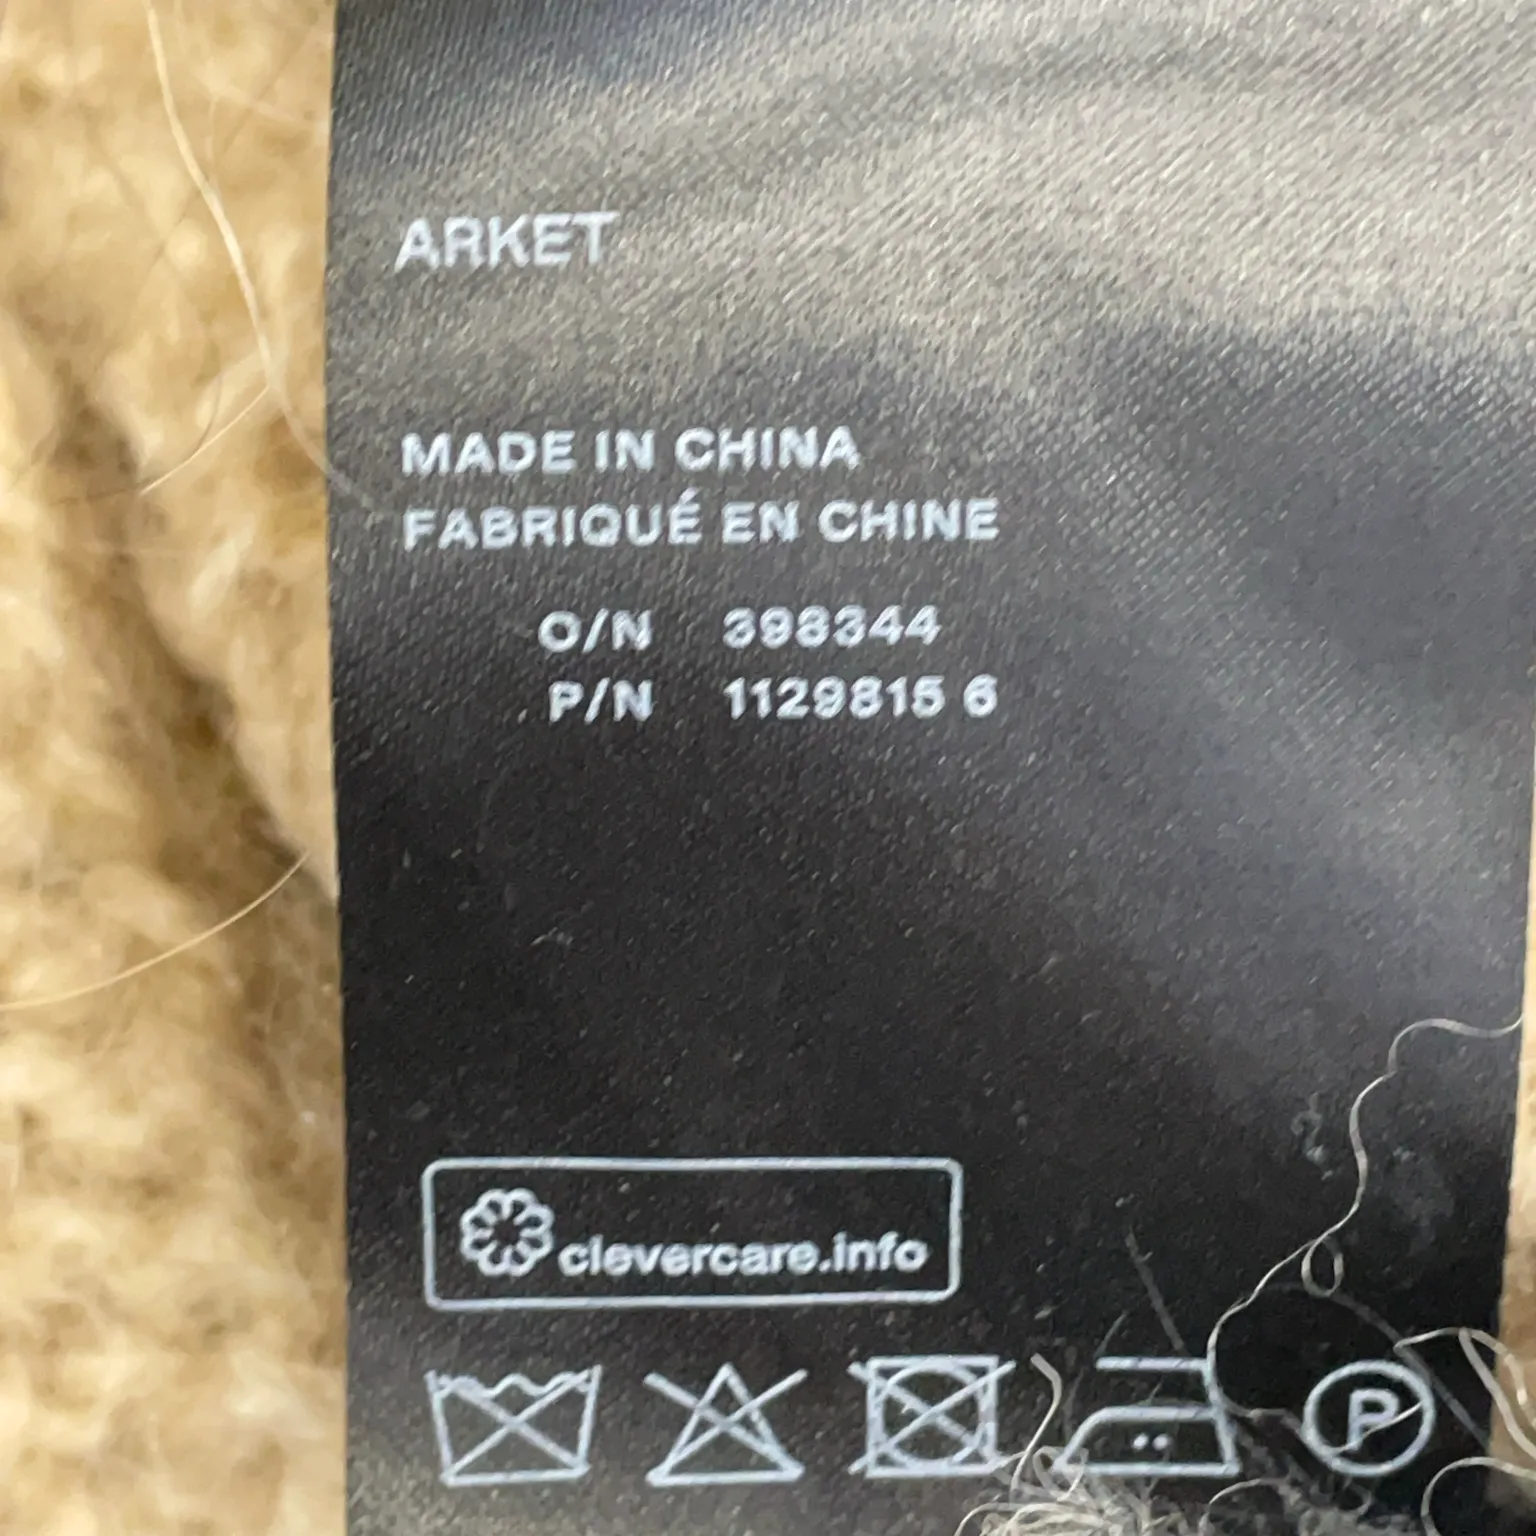 ARKET
MADE IN CHINA
FABRIQUÉ EN CHINE
O/N 398344
P/N 1129815 6
clevercare.info
P